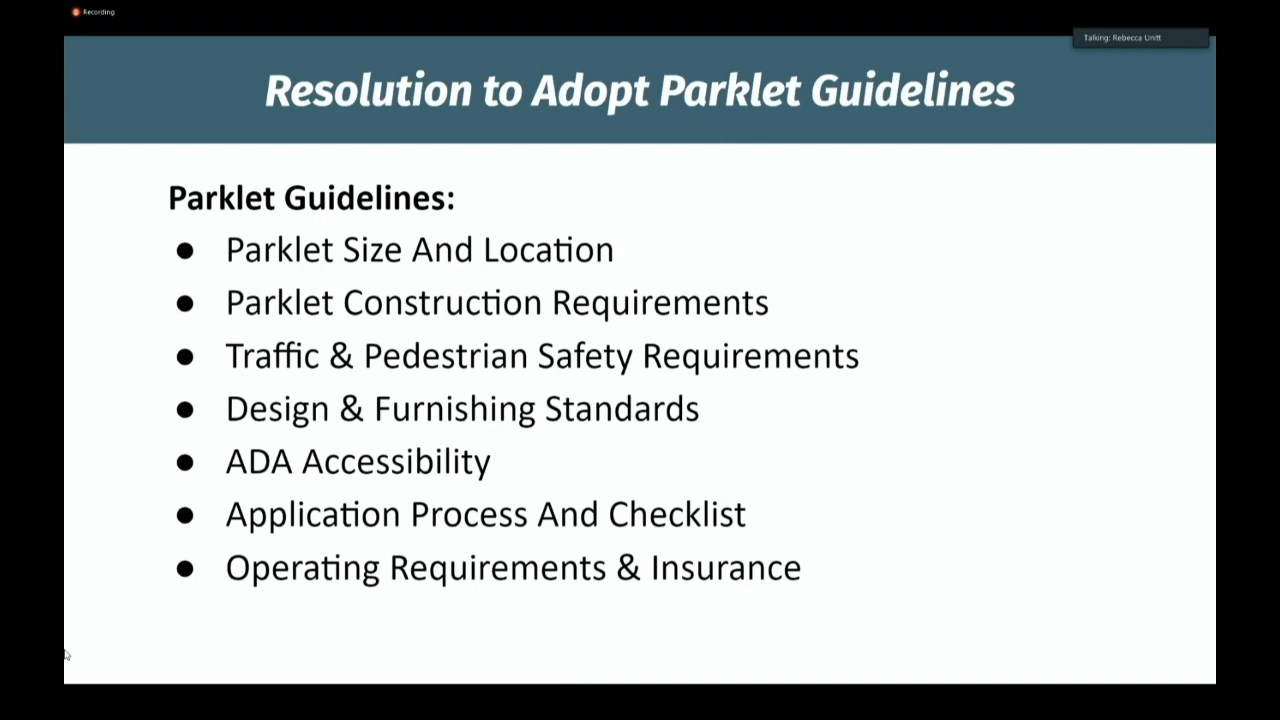 Recording
Talking: Rebecca Unitt
Resolution to Adopt Parklet Guidelines
Parklet Guidelines:
● Parklet Size And Location
● Parklet Construction Requirements
● Traffic & Pedestrian Safety Requirements
● Design & Furnishing Standards
● ADA Accessibility
● Application Process And Checklist
● Operating Requirements & Insurance